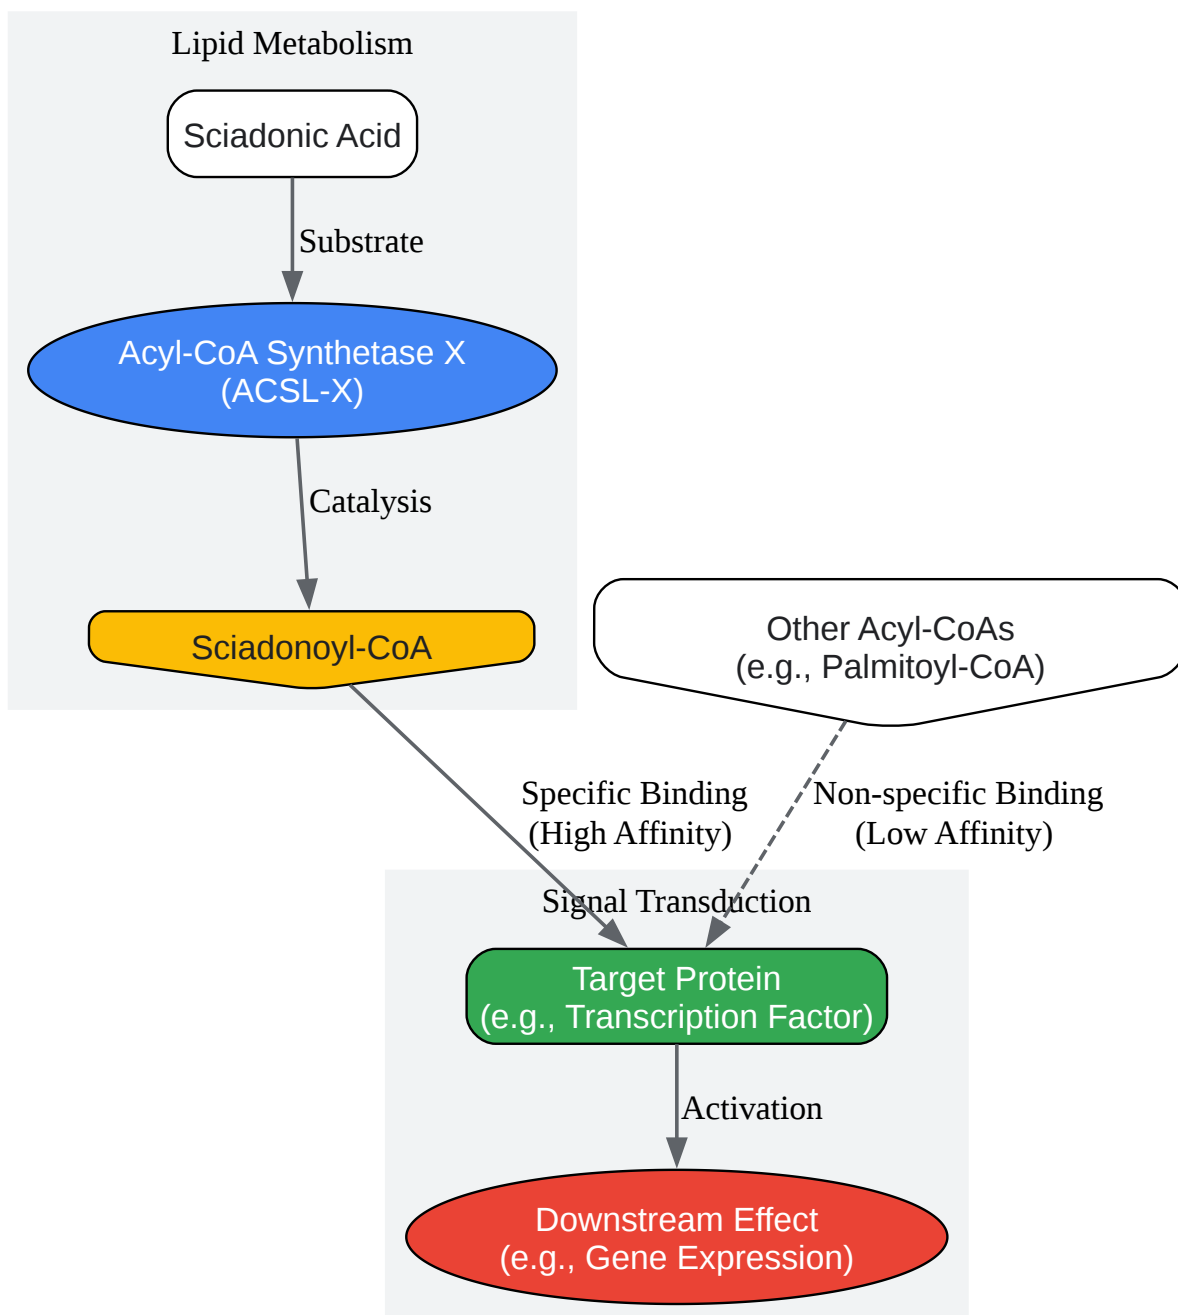 Lipid Metabolism
Sciadonic Acid
Substrate
Acyl-CoA Synthetase X
(ACSL-X)
Catalysis
Sciadonoyl-CoA
Other Acyl-CoAs
(e.g., Palmitoyl-CoA)
Specific Binding
(High Affinity)
Non-specific Binding
(Low Affinity)
Signal Transduction
Target Protein
(e.g., Transcription Factor)
Activation
Downstream Effect
(e.g., Gene Expression)